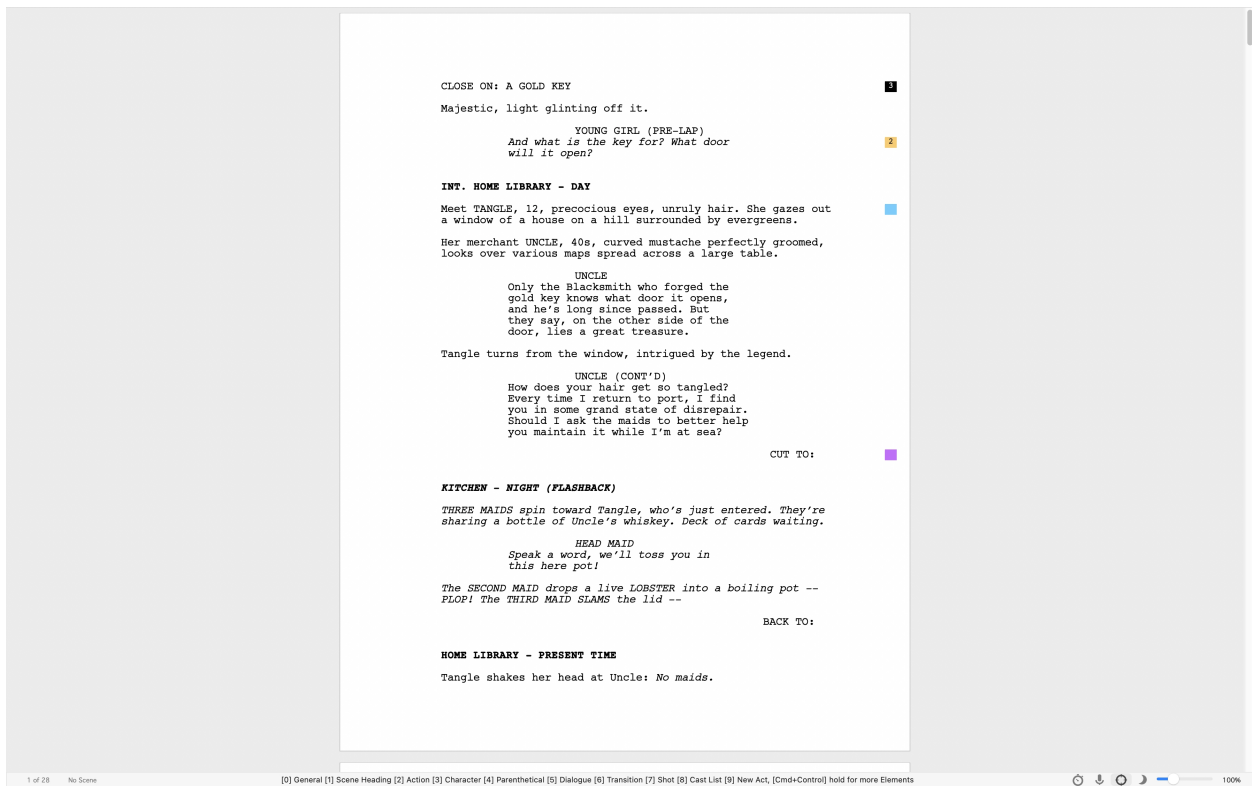 CLOSE ON: A GOLD KEY
3
Majestic, light glinting off it.
YOUNG GIRL (PRE-LAP)
And what is the key for? What door
2
will it open?
INT. HOME LIBRARY - DAY
Meet TANGLE, 12, precocious eyes, unruly hair. She gazes out
a window of a house on a hill surrounded by evergreens.
Her merchant UNCLE, 40s, curved mustache perfectly groomed,
looks over various maps spread across a large table.
UNCLE
Only the Blacksmith who forged the
gold key knows what door it opens,
and he's long since passed. But
they say, on the other side of the
door, lies a great treasure.
Tangle turns from the window, intrigued by the legend.
UNCLE (CONT'D)
How does your hair get so tangled?
Every time I return to port, I find
you in some grand state of disrepair.
Should I ask the maids to better help
you maintain it while I'm at sea?
CUT TO:
KITCHEN - NIGHT (FLASHBACK)
THREE MAIDS spin toward Tangle, who's just entered. They're
sharing a bottle of Uncle's whiskey. Deck of cards waiting.
HEAD MAID
Speak a word, we'll toss you in
this here pot!
The SECOND MAID drops a live LOBSTER into a boiling pot --
PLOP! The THIRD MAID SLAMS the lid --
BACK TO:
HOME LIBRARY - PRESENT TIME
Tangle shakes her head at Uncle: No maids.
1 of 28 No Scene [0] General [1] Scene Heading [2] Action [3] Character [4] Parenthetical [5] Dialogue [6] Transition [7] Shot [8] Cast List [9] New Act, [Cmd+Control] hold for more Elements 100%